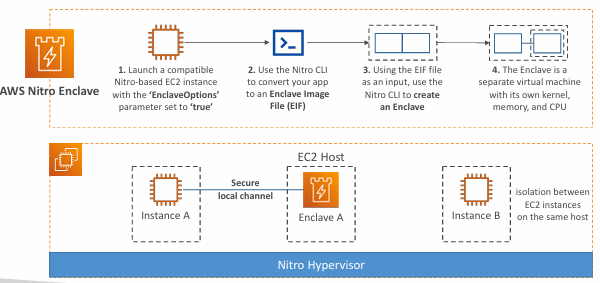 AWS Nitro Enclave
1. Launch a compatible
Nitro-based EC2 instance
with the ‘EnclaveOptions’
parameter set to ‘true’
2. Use the Nitro CLI
to convert your app
to an Enclave Image
File (EIF)
3. Using the EIF file
as an input, use the
Nitro CLI to create
an Enclave
4. The Enclave is a
separate virtual machine
with its own kernel,
memory, and CPU
EC2 Host
Instance A
Secure
local channel
Enclave A
Instance B
isolation between
EC2 instances
on the same host
Nitro Hypervisor